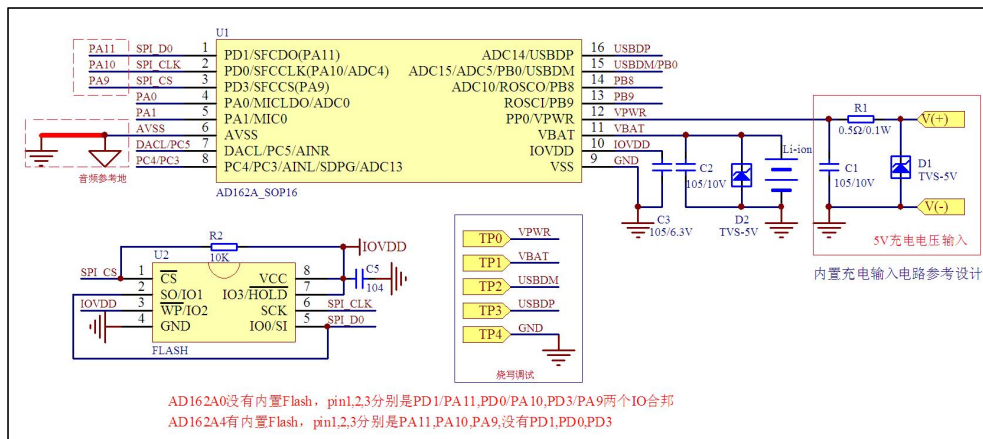 U1
PA11 SPI_D0 1 PD1/SFCDO(PA11) ADC14/USBDP 16 USBDP
PA10 SPI_CLK 2 PD0/SFCCLK(PA10/ADC4) ADC15/ADC5/PB0/USBDM 15 USBDM/PB0
PA9 SPI_CS 3 PD3/SFCCS(PA9) ADC10/ROSCO/PB8 14 PB8
PA0 4 PA0/MICLDO/ADC0 ROSCI/PB9 13 PB9
PA1 5 PA1/MIC0 PP0/VPWR 12 VPWR
AVSS 6 AVSS VBAT 11 VBAT
DACL/PC5 7 DACL/PC5/AINR IOVDD 10 IOVDD
PC4/PC3 8 PC4/PC3/AINL/SDPG/ADC13 VSS 9 GND
音频参考地
AD162A_SOP16
C3
105/6.3V
C2
105/10V
D2
TVS-5V
Li-ion
R1
0.5Ω/0.1W
V(+)
C1
105/10V
D1
TVS-5V
V(-)
5V充电电压输入
内置充电输入电路参考设计
R2
10K
U2
IOVDD
C5
104
SPI_CS 1 CS VCC 8
2 SO/IO1 IO3/HOLD 7
IOVDD 3 WP/IO2 SCK 6 SPI_CLK
4 GND IO0/SI 5 SPI_D0
FLASH
TP0 VPWR
TP1 VBAT
TP2 USBDM
TP3 USBDP
TP4 GND
烧写调试
AD162A0没有内置Flash，pin1,2,3分别是PD1/PA11,PD0/PA10,PD3/PA9两个IO合邦
AD162A4有内置Flash，pin1,2,3分别是PA11,PA10,PA9,没有PD1,PD0,PD3